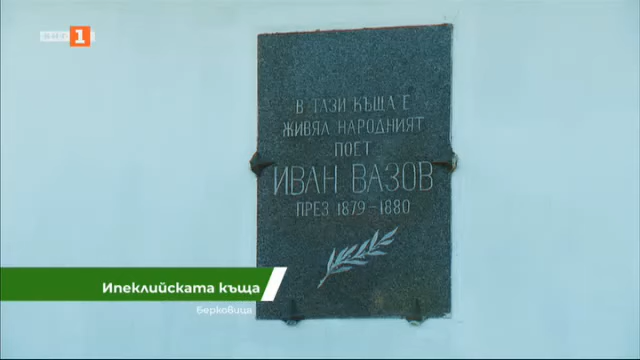 БНТ 1
В ТАЗИ КЪЩА Е
ЖИВЯЛ НАРОДНИЯТ
ПОЕТ
ИВАН ВАЗОВ
ПРЕЗ 1879-1880
Ипеклийската къща
Берковица